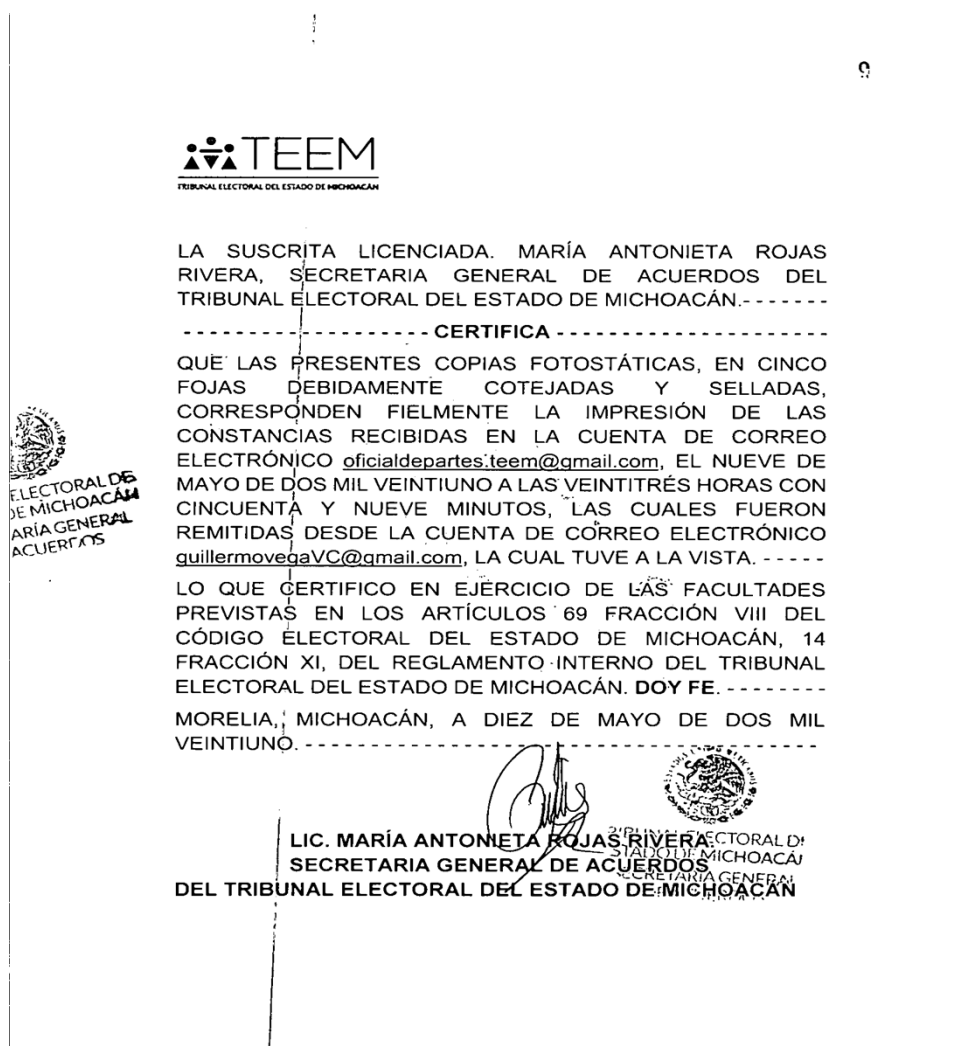 TEEM
TRIBUNAL ELECTORAL DEL ESTADO DE MICHOACÁN
LA SUSCRITA LICENCIADA. MARÍA ANTONIETA ROJAS
RIVERA, SECRETARIA GENERAL DE ACUERDOS DEL
TRIBUNAL ELECTORAL DEL ESTADO DE MICHOACÁN.- - - - - - -
- - - - - - - - - - - - - - - - - - - - CERTIFICA - - - - - - - - - - - - - - - - - - - - - -
QUE LAS PRESENTES COPIAS FOTOSTÁTICAS, EN CINCO
FOJAS DEBIDAMENTE COTEJADAS Y SELLADAS,
CORRESPONDEN FIELMENTE LA IMPRESIÓN DE LAS
CONSTANCIAS RECIBIDAS EN LA CUENTA DE CORREO
ELECTRÓNICO oficialdepartes.teem@gmail.com, EL NUEVE DE
MAYO DE DOS MIL VEINTIUNO A LAS VEINTITRÉS HORAS CON
CINCUENTA Y NUEVE MINUTOS, LAS CUALES FUERON
REMITIDAS DESDE LA CUENTA DE CORREO ELECTRÓNICO
guillermovegaVC@gmail.com, LA CUAL TUVE A LA VISTA. - - - - -
LO QUE CERTIFICO EN EJERCICIO DE LAS FACULTADES
PREVISTAS EN LOS ARTÍCULOS 69 FRACCIÓN VIII DEL
CÓDIGO ELECTORAL DEL ESTADO DE MICHOACÁN, 14
FRACCIÓN XI, DEL REGLAMENTO INTERNO DEL TRIBUNAL
ELECTORAL DEL ESTADO DE MICHOACÁN. DOY FE. - - - - - - - -
MORELIA, MICHOACÁN, A DIEZ DE MAYO DE DOS MIL
VEINTIUNO. - - - - - - - - - - - - - - - - - - - - - - - - - - - - - - - - - - - - - - - - - -
LIC. MARÍA ANTONIETA ROJAS RIVERA
SECRETARIA GENERAL DE ACUERDOS
DEL TRIBUNAL ELECTORAL DEL ESTADO DE MICHOACÁN
ELECTORAL DE
DE MICHOACÁN
ARÍA GENERAL
ACUERDOS
ECTORAL D
STADO DE MICHOACÁ
SECRETARIA GENERAL